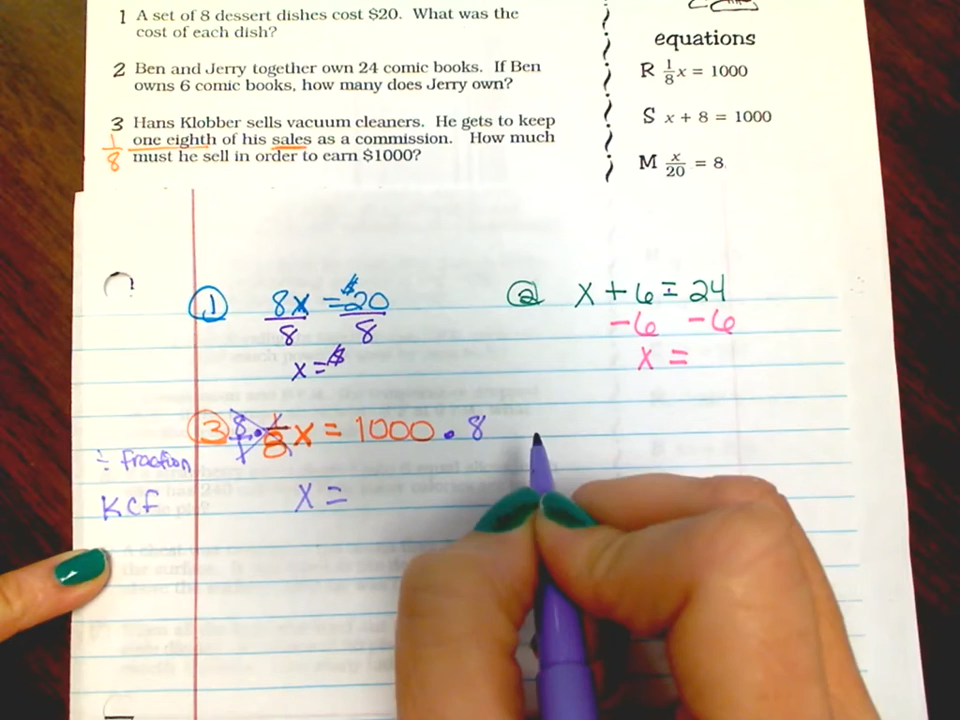 1 A set of 8 dessert dishes cost $20. What was the
cost of each dish?
2 Ben and Jerry together own 24 comic books. If Ben
owns 6 comic books, how many does Jerry own?
3 Hans Klobber sells vacuum cleaners. He gets to keep
1/8 one eighth of his sales as a commission. How much
must he sell in order to earn $1000?
equations
R 1/8 x = 1000
S x + 8 = 1000
M x/20 = 8
① 8x = $20
8 8
x = $
② x + 6 = 24
-6 -6
x =
③ 8/1 · 1/8 x = 1000 · 8
÷ fraction
KCF
x =